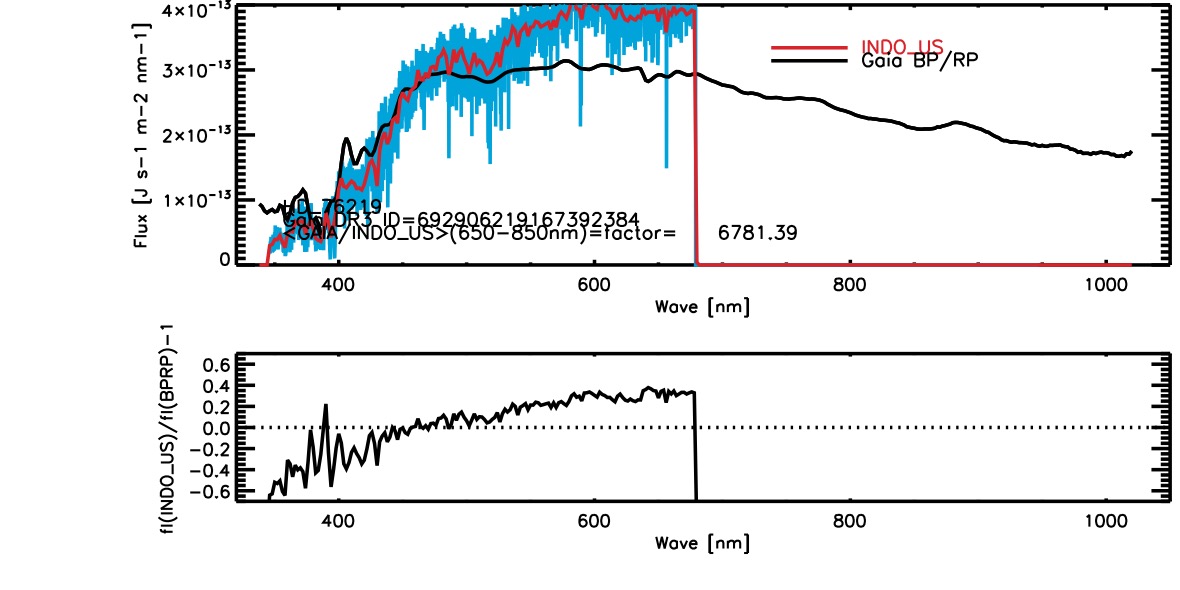 4×10−13
3×10−13
2×10−13
1×10−13
0
Flux [J s−1 m−2 nm−1]
INDO_US
Gaia BP/RP
HD_76219
Gaia DR3 ID=692906219167392384
<GAIA/INDO_US>(650−850nm)=factor= 6781.39
400 600 800 1000
Wave [nm]
fl(INDO_US)/fl(BPRP)−1
0.6
0.4
0.2
0.0
−0.2
−0.4
−0.6
400 600 800 1000
Wave [nm]